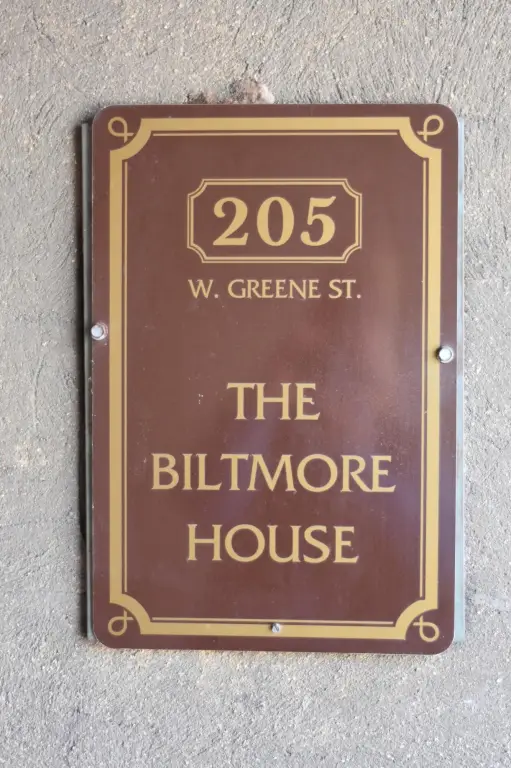 205
W. GREENE ST.
THE
BILTMORE
HOUSE